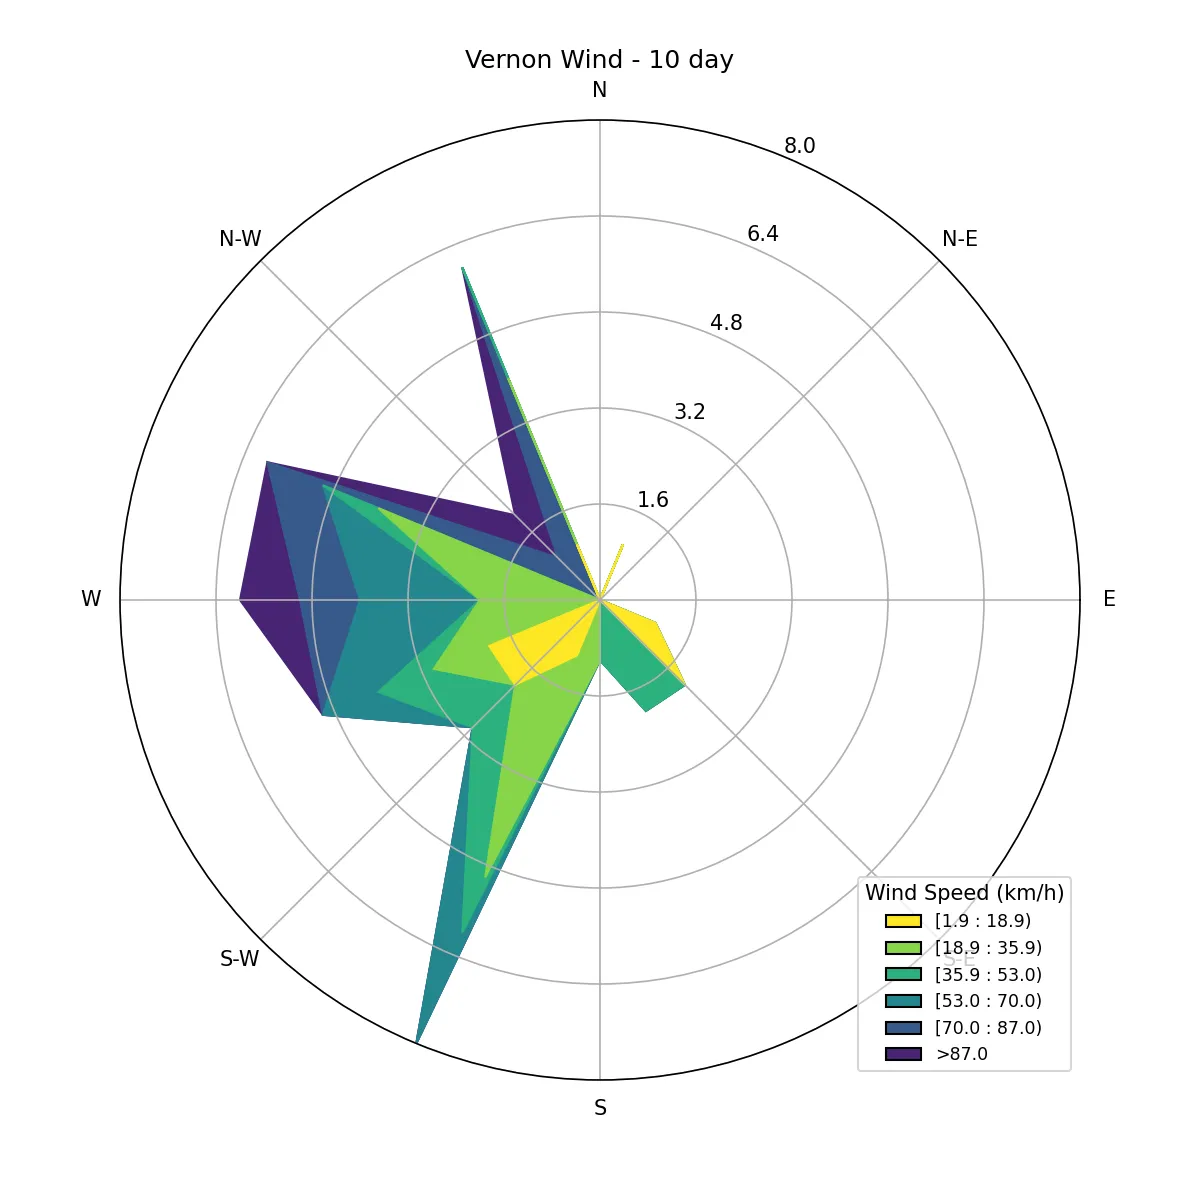 Vernon Wind - 10 day
N
8.0
N-W
6.4
N-E
4.8
3.2
1.6
W
E
S-W
S-E
S
Wind Speed (km/h)
[1.9 : 18.9)
[18.9 : 35.9)
[35.9 : 53.0)
[53.0 : 70.0)
[70.0 : 87.0)
>87.0